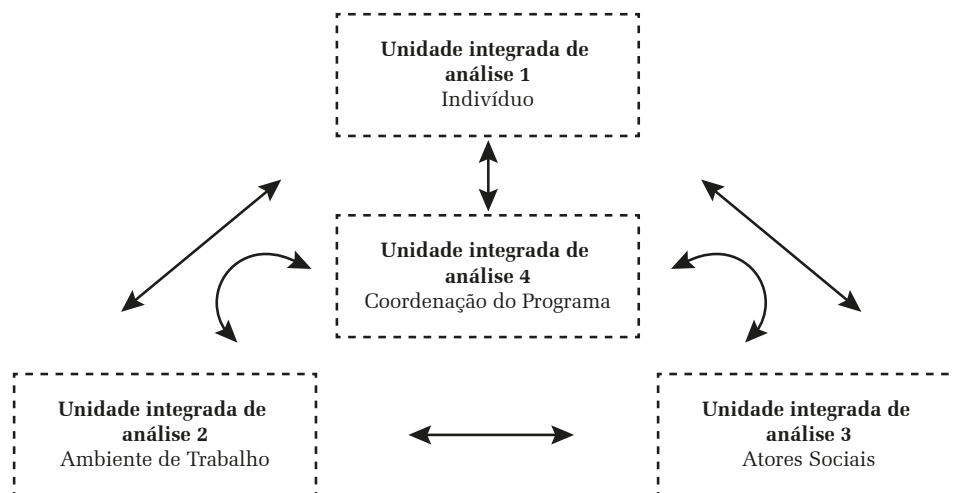 Unidade integrada de
análise 1
Indivíduo
Unidade integrada de
análise 4
Coordenação do Programa
Unidade integrada de
análise 2
Ambiente de Trabalho
Unidade integrada de
análise 3
Atores Sociais